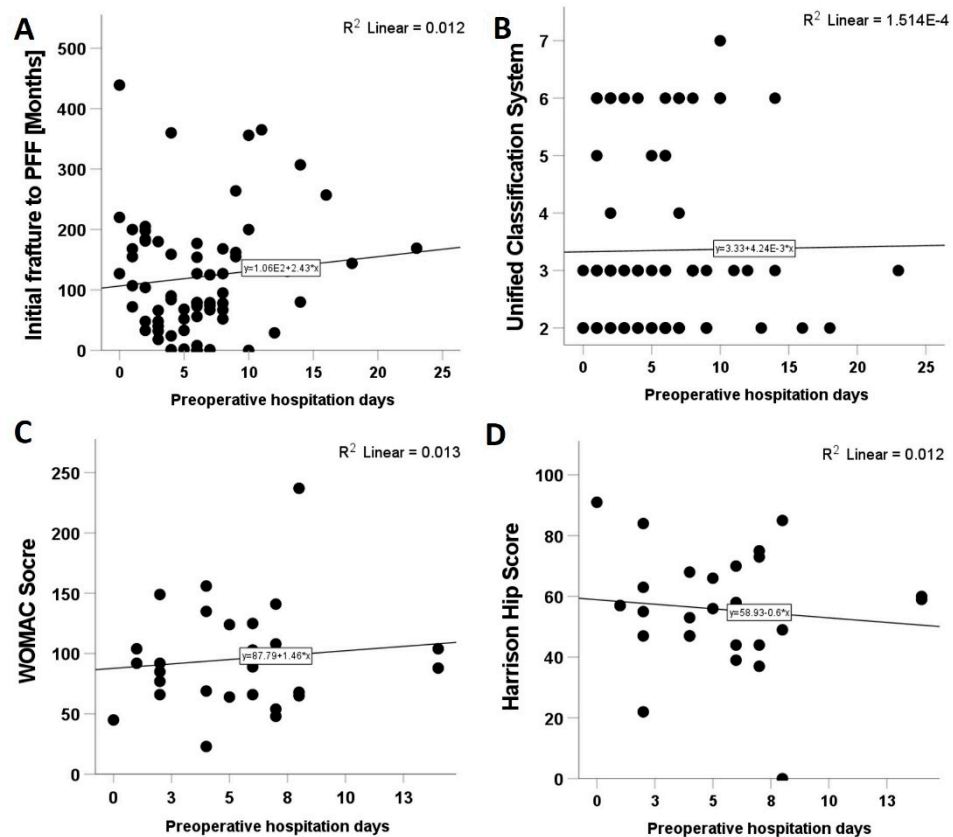 A
R² Linear = 0.012
Initial frafture to PFF [Months]
500
400
300
200
100
0
y=1.06E2+2.43*x
0 5 10 15 20 25
Preoperative hospitation days
B
R² Linear = 1.514E-4
Unified Classification System
7
6
5
4
3
2
y=3.33+4.24E-3*x
0 5 10 15 20 25
Preoperative hospitation days
C
R² Linear = 0.013
WOMAC Socre
250
200
150
100
50
0
y=87.79+1.46*x
0 3 5 8 10 13
Preoperative hospitation days
D
R² Linear = 0.012
Harrison Hip Score
100
80
60
40
20
0
y=58.93-0.6*x
0 3 5 8 10 13
Preoperative hospitation days